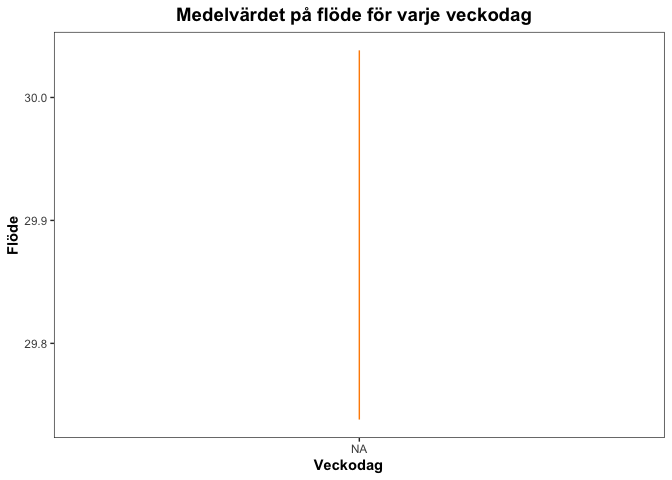 Medelvärdet på flöde för varje veckodag
30.0
29.9
29.8
Flöde
NA
Veckodag